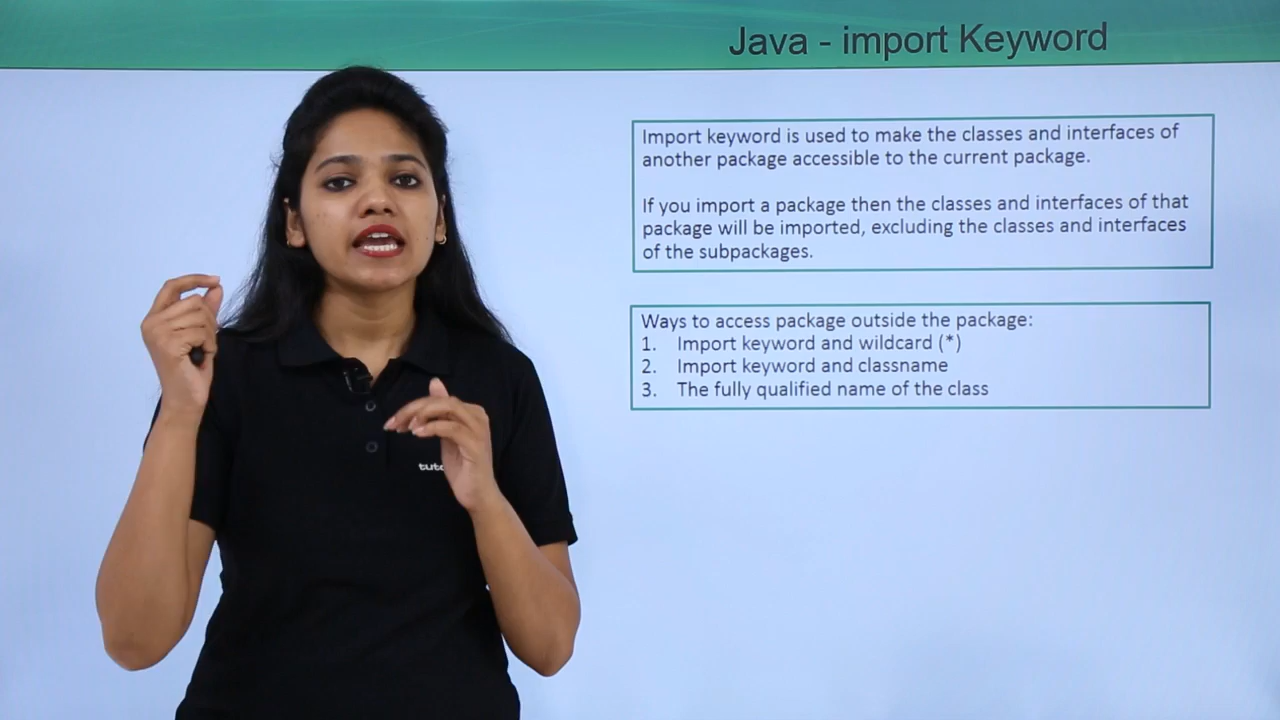 Java - import Keyword
Import keyword is used to make the classes and interfaces of
another package accessible to the current package.
If you import a package then the classes and interfaces of that
package will be imported, excluding the classes and interfaces
of the subpackages.
Ways to access package outside the package:
1. Import keyword and wildcard (*)
2. Import keyword and classname
3. The fully qualified name of the class